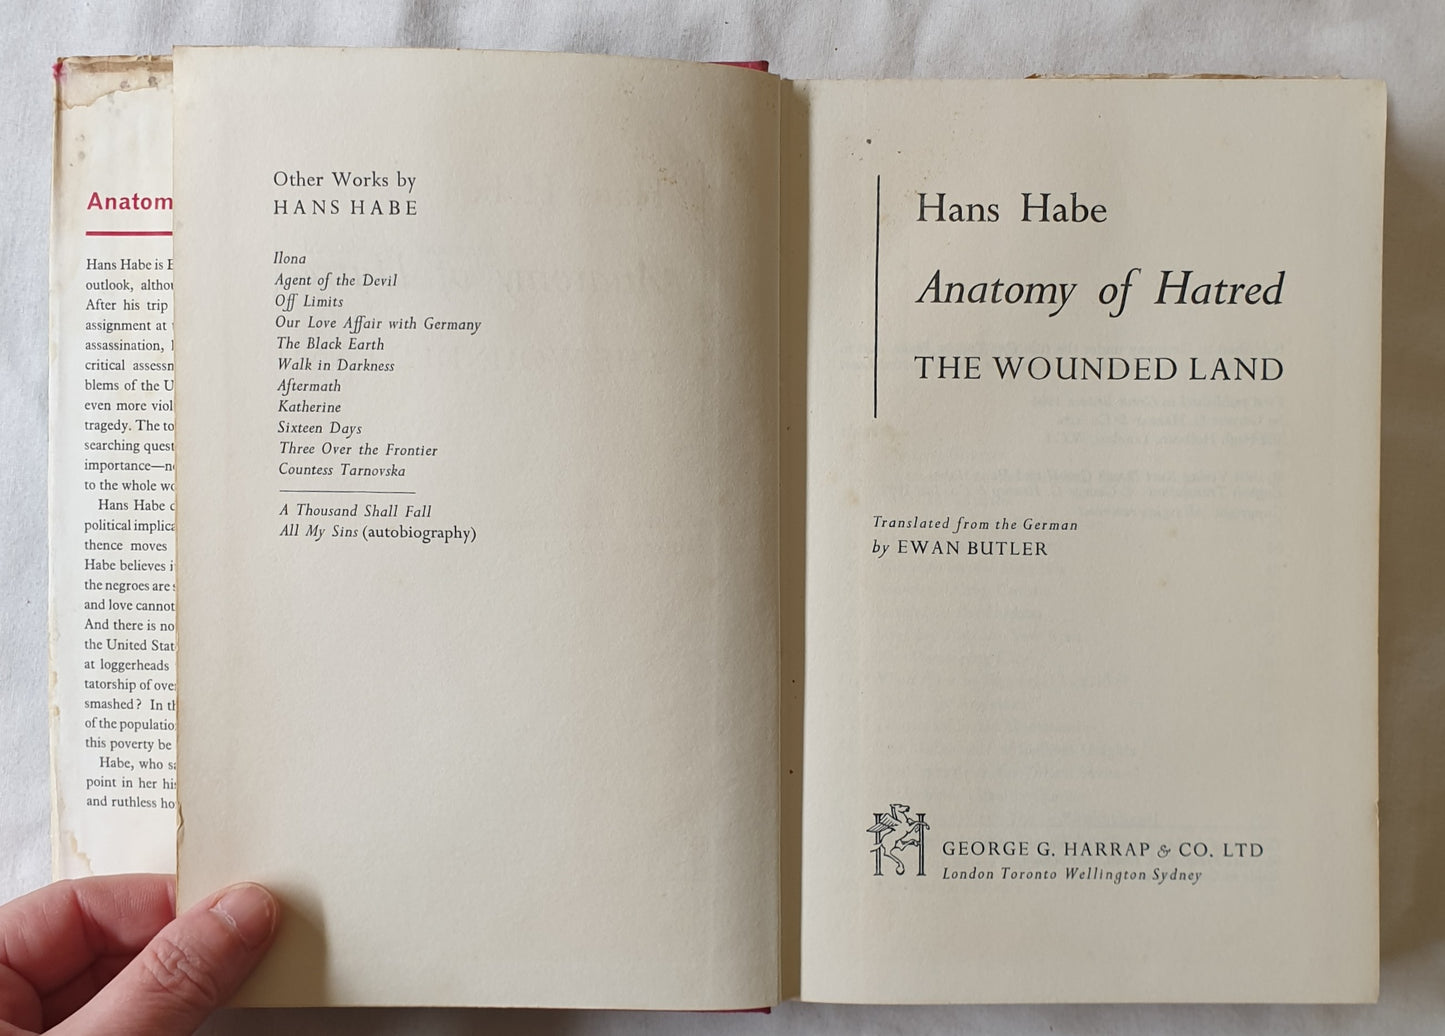 Anatom
Hans Habe is E
outlook, altho
After his trip
assignment at
assassination,
critical assessn
blems of the U
even more viol
tragedy. The to
searching quest
importance—n
to the whole wo
Hans Habe d
political implica
thence moves
Habe believes i
the negroes are s
and love cannot
And there is no
the United Stat
at loggerheads
tatorship of ove
smashed? In th
of the populatio
this poverty be
Habe, who sa
point in her his
and ruthless ho
Other Works by
HANS HABE
Ilona
Agent of the Devil
Off Limits
Our Love Affair with Germany
The Black Earth
Walk in Darkness
Aftermath
Katherine
Sixteen Days
Three Over the Frontier
Countess Tarnovska
A Thousand Shall Fall
All My Sins (autobiography)
Hans Habe
Anatomy of Hatred
THE WOUNDED LAND
Translated from the German
by EWAN BUTLER
GEORGE G. HARRAP & CO. LTD
London Toronto Wellington Sydney